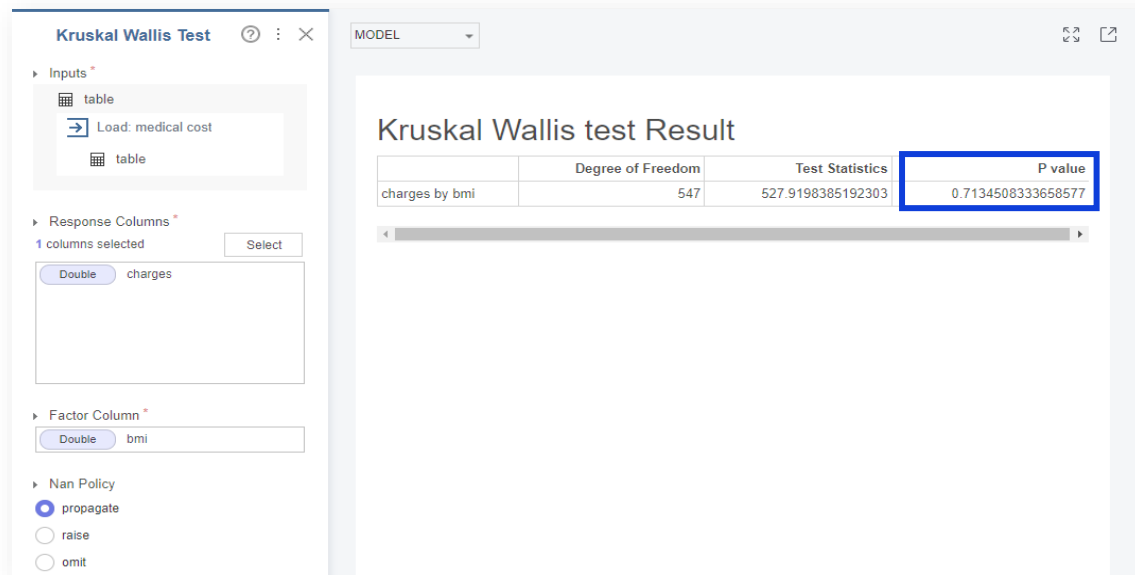 Kruskal Wallis Test
Inputs *
table
Load: medical cost
table
Response Columns *
1 columns selected
Select
Double charges
Factor Column *
Double bmi
Nan Policy
propagate
raise
omit
MODEL
Kruskal Wallis test Result
Degree of Freedom Test Statistics P value
charges by bmi 547 527.9198385192303 0.7134508333658577